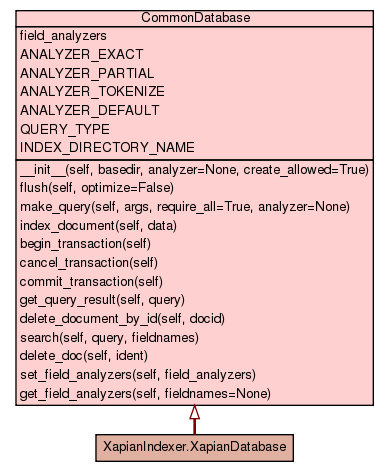 CommonDatabase
field_analyzers
ANALYZER_EXACT
ANALYZER_PARTIAL
ANALYZER_TOKENIZE
ANALYZER_DEFAULT
QUERY_TYPE
INDEX_DIRECTORY_NAME
__init__(self, basedir, analyzer=None, create_allowed=True)
flush(self, optimize=False)
make_query(self, args, require_all=True, analyzer=None)
index_document(self, data)
begin_transaction(self)
cancel_transaction(self)
commit_transaction(self)
get_query_result(self, query)
delete_document_by_id(self, docid)
search(self, query, fieldnames)
delete_doc(self, ident)
set_field_analyzers(self, field_analyzers)
get_field_analyzers(self, fieldnames=None)
XapianIndexer.XapianDatabase